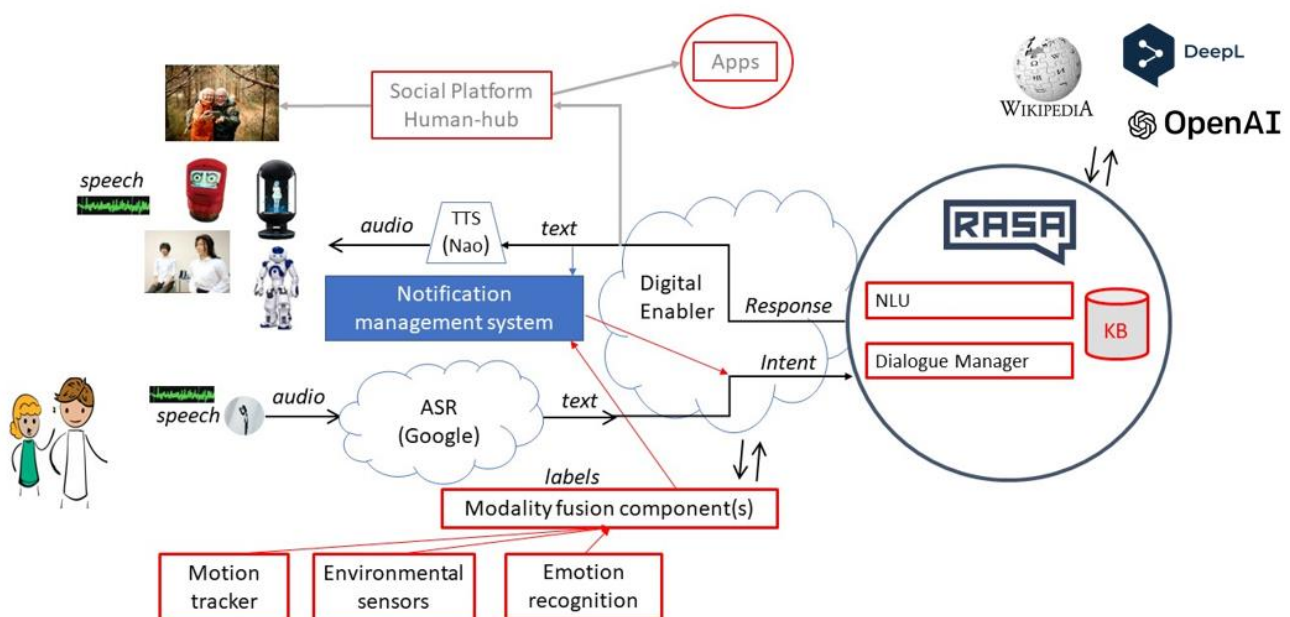 Apps
Social Platform
Human-hub
WIKIPEDIA
DeepL
OpenAI
speech
audio
TTS
(Nao)
text
RASA
Notification
management system
Digital
Enabler
Response
NLU
KB
Intent
Dialogue Manager
speech
audio
ASR
(Google)
text
labels
Modality fusion component(s)
Motion
tracker
Environmental
sensors
Emotion
recognition